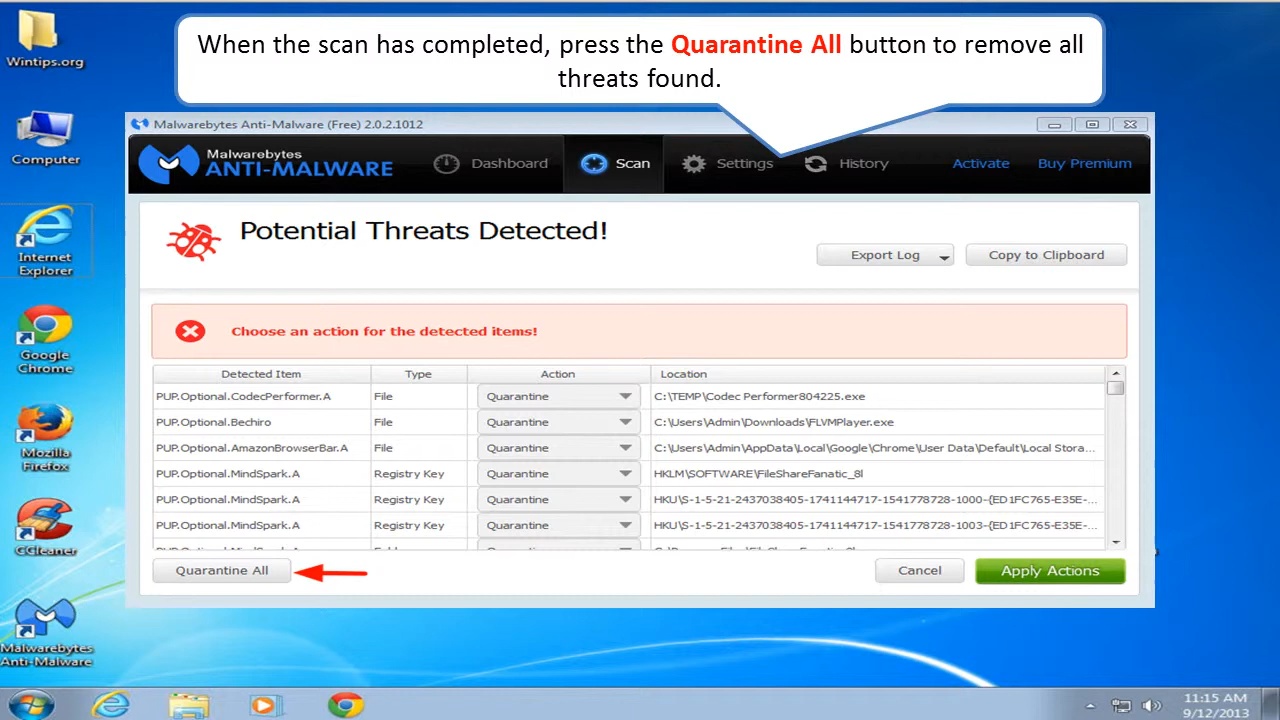 Wintips.org
Computer
Internet
Explorer
Google
Chrome
Mozilla
Firefox
CCleaner
Malwarebytes
Anti-Malware
When the scan has completed, press the Quarantine All button to remove all
threats found.
Malwarebytes Anti-Malware (Free) 2.0.2.1012
Malwarebytes
ANTI-MALWARE
Dashboard
Scan
Settings
History
Activate
Buy Premium
Potential Threats Detected!
Export Log
Copy to Clipboard
Choose an action for the detected items!
Detected Item Type Action Location
PUP.Optional.CodecPerformer.A File Quarantine C:\TEMP\Codec Performer804225.exe
PUP.Optional.Bechiro File Quarantine C:\Users\Admin\Downloads\FLVMPlayer.exe
PUP.Optional.AmazonBrowserBar.A File Quarantine C:\Users\Admin\AppData\Local\Google\Chrome\User Data\Default\Local Stora...
PUP.Optional.MindSpark.A Registry Key Quarantine HKLM\SOFTWARE\FileShareFanatic_8l
PUP.Optional.MindSpark.A Registry Key Quarantine HKU\S-1-5-21-2437038405-1741144717-1541778728-1000-{ED1FC765-E35E-...
PUP.Optional.MindSpark.A Registry Key Quarantine HKU\S-1-5-21-2437038405-1741144717-1541778728-1003-{ED1FC765-E35E-...
Quarantine All
Cancel
Apply Actions
11:15 AM
9/12/2013